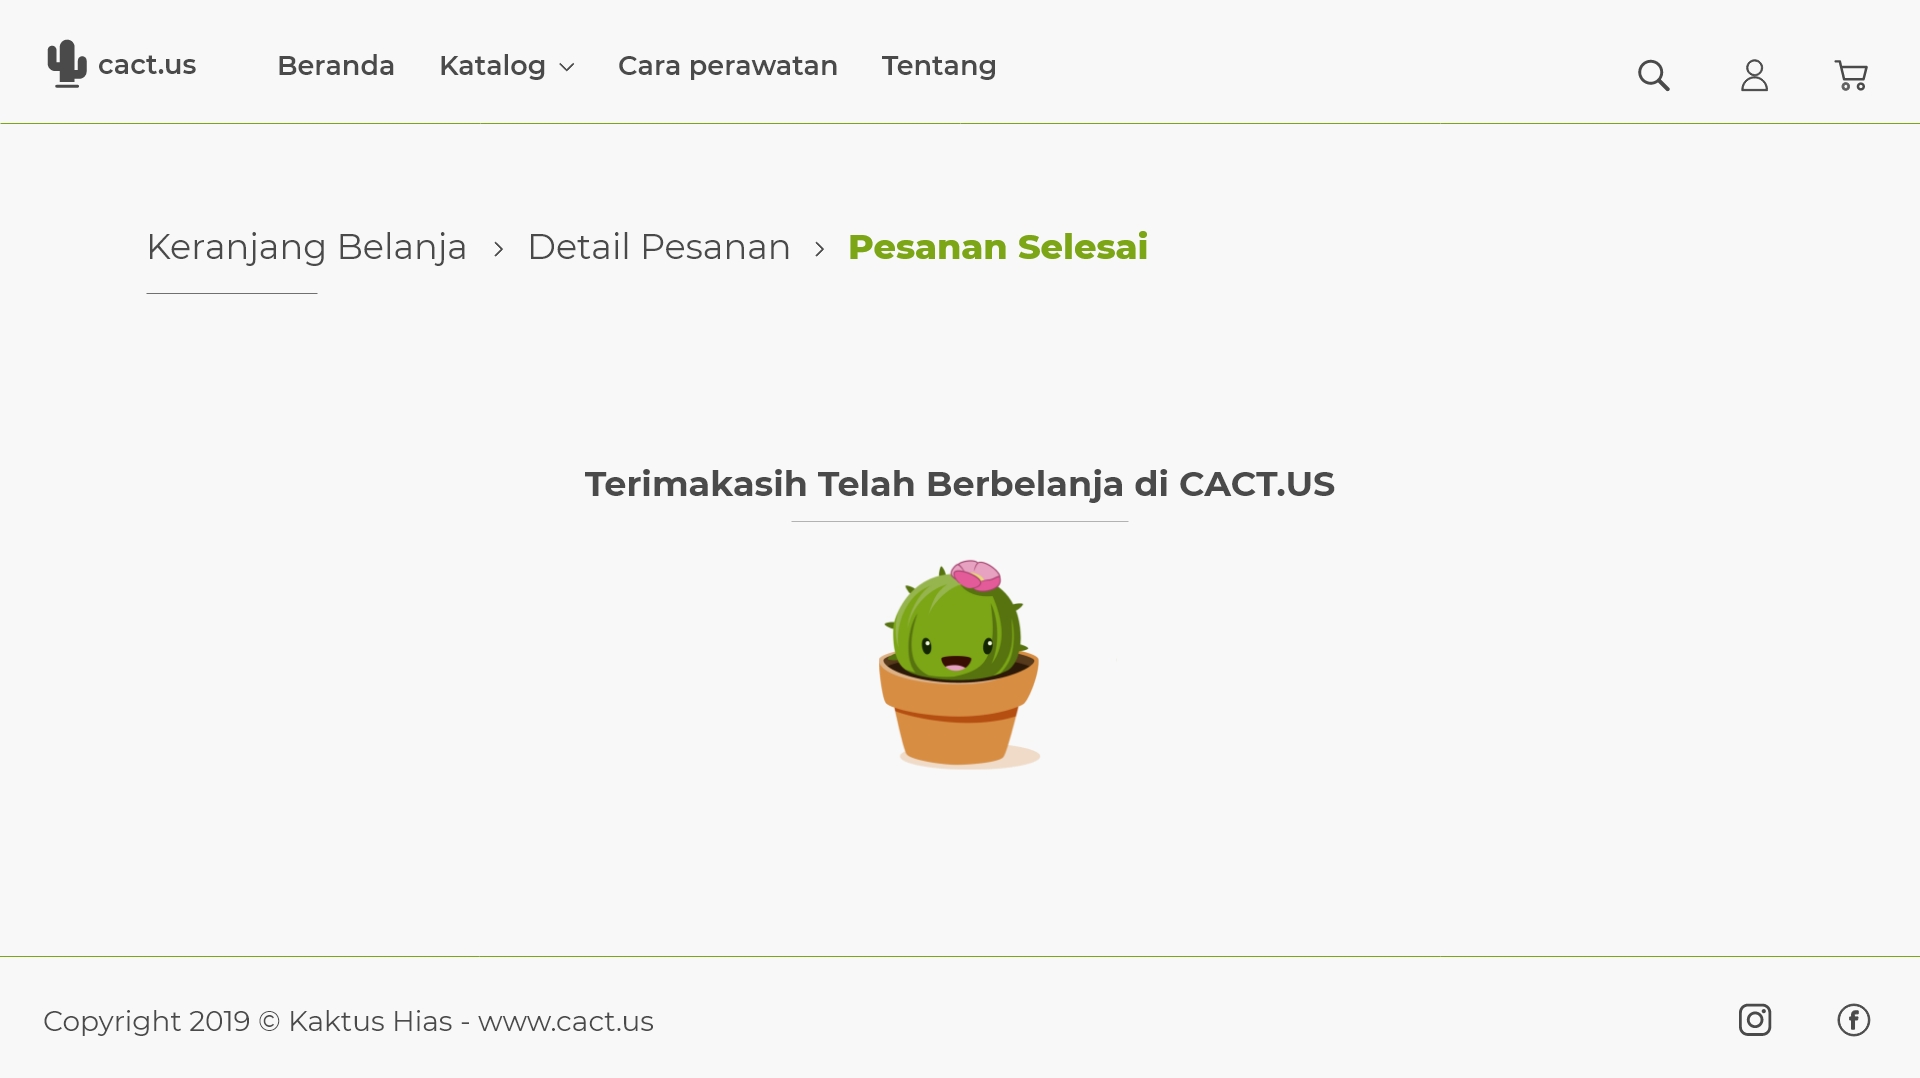 cact.us Beranda Katalog Cara perawatan Tentang
Keranjang Belanja > Detail Pesanan > Pesanan Selesai
Terimakasih Telah Berbelanja di CACT.US
Copyright 2019 © Kaktus Hias - www.cact.us